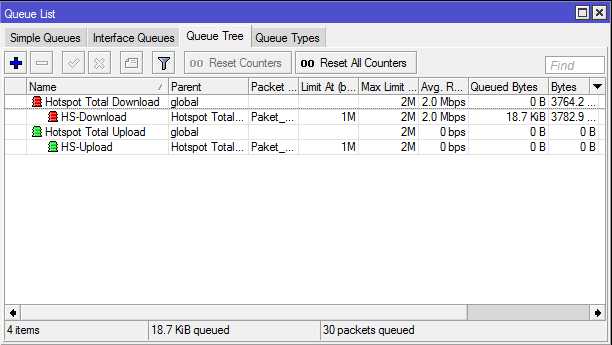 Queue List
Simple Queues Interface Queues Queue Tree Queue Types
00 Reset Counters 00 Reset All Counters Find
Name Parent Packet ... Limit At (b... Max Limit ... Avg. R... Queued Bytes Bytes
Hotspot Total Download global 2M 2.0 Mbps 0 B 3764.2 ...
HS-Download Hotspot Total... Paket_... 1M 2M 2.0 Mbps 18.7 KiB 3782.9 ...
Hotspot Total Upload global 2M 0 bps 0 B 0 B
HS-Upload Hotspot Total... Paket_... 1M 2M 0 bps 0 B 0 B
4 items 18.7 KiB queued 30 packets queued